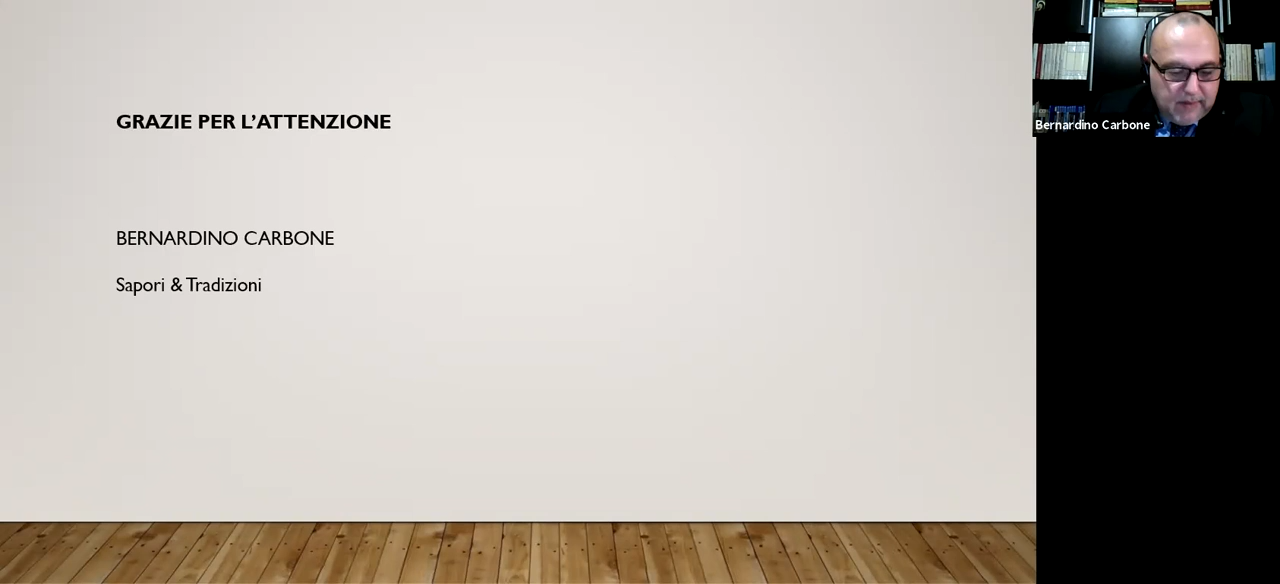 GRAZIE PER L’ATTENZIONE
BERNARDINO CARBONE
Sapori & Tradizioni
Bernardino Carbone